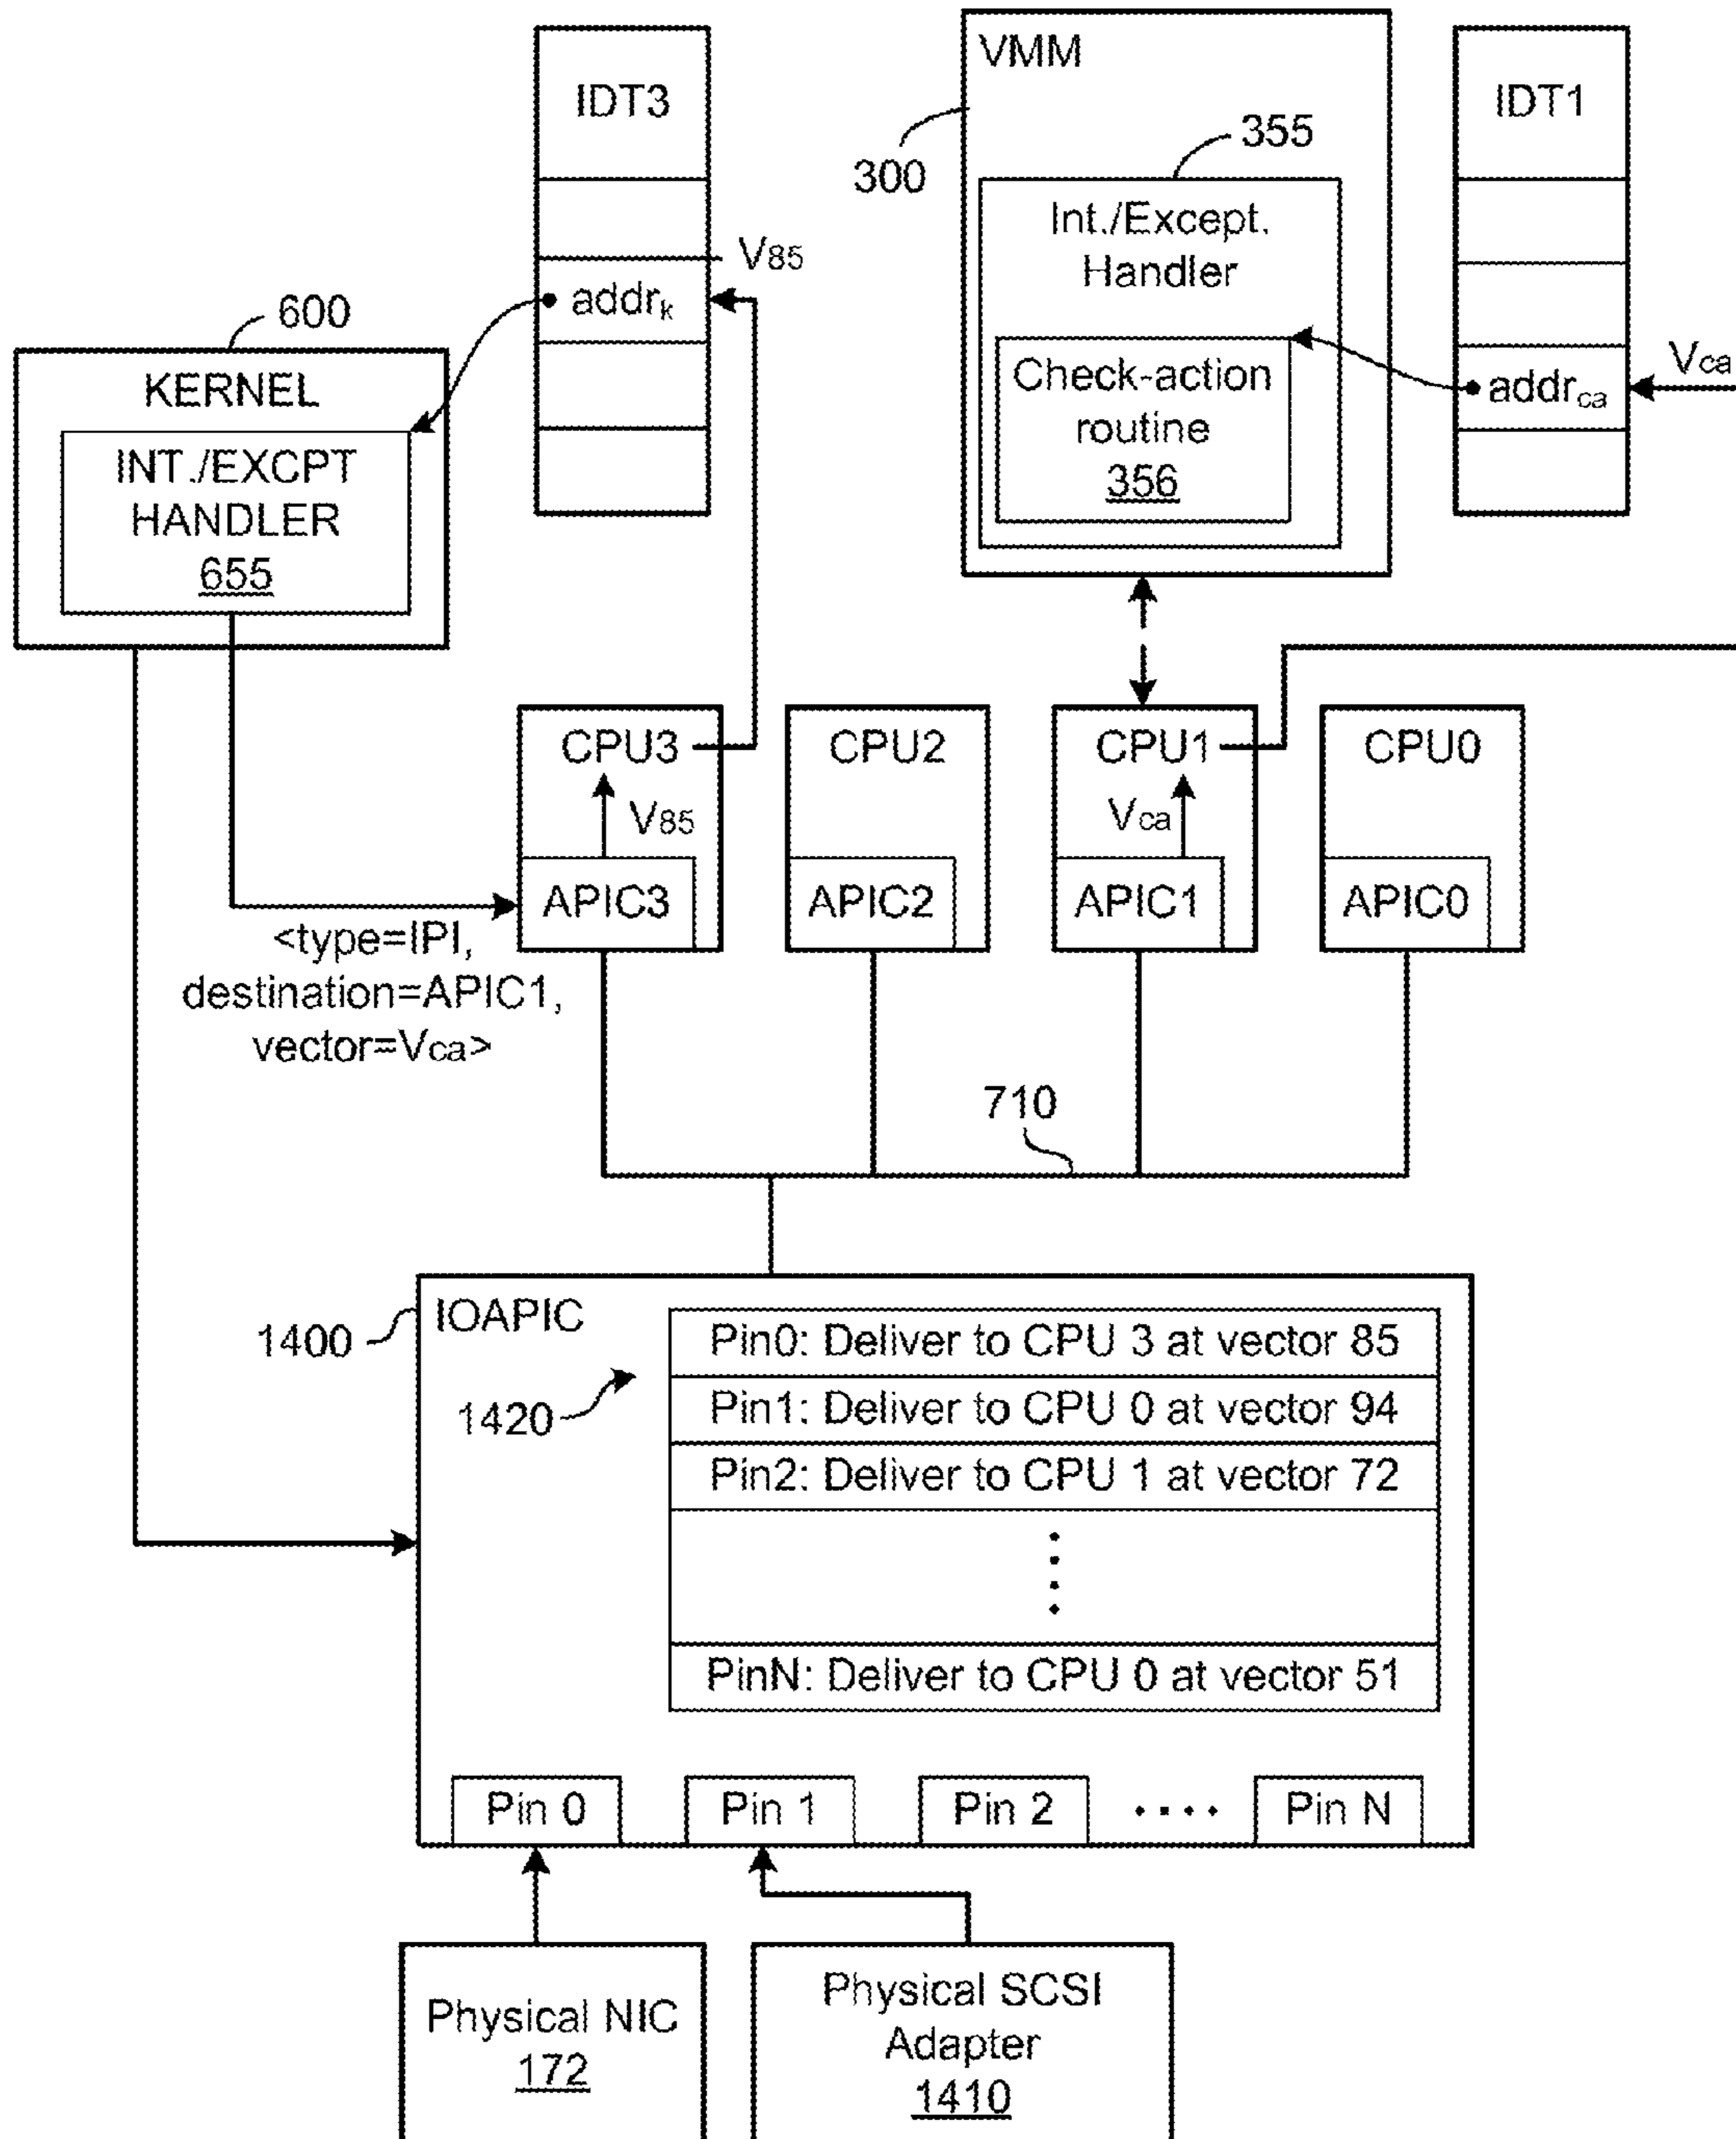 IDT3
V85
addrk
VMM
300
355
Int./Except.
Handler
Check-action
routine
356
IDT1
Vca
addrca
600
KERNEL
INT./EXCPT
HANDLER
655
CPU3
V85
APIC3
CPU2
APIC2
CPU1
Vca
APIC1
CPU0
APIC0
<type=IPI,
destination=APIC1,
vector=Vca>
710
1400
IOAPIC
1420
Pin0: Deliver to CPU 3 at vector 85
Pin1: Deliver to CPU 0 at vector 94
Pin2: Deliver to CPU 1 at vector 72
PinN: Deliver to CPU 0 at vector 51
Pin 0
Pin 1
Pin 2
Pin N
Physical NIC
172
Physical SCSI
Adapter
1410